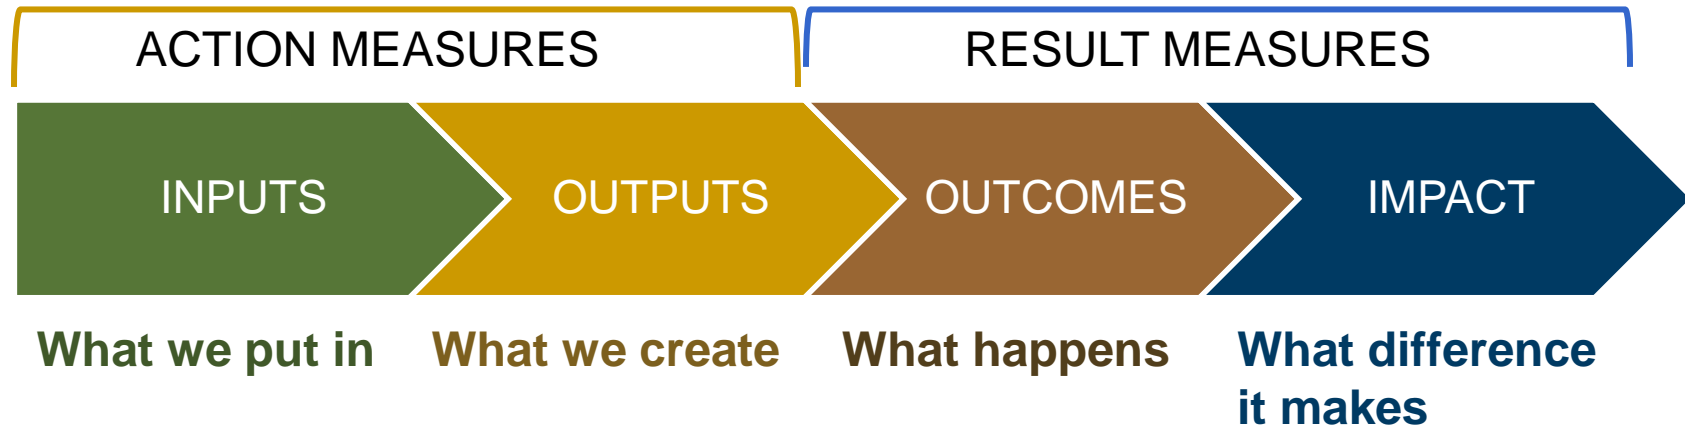 ACTION MEASURES
RESULT MEASURES
INPUTS
OUTPUTS
OUTCOMES
IMPACT
What we put in
What we create
What happens
What difference
it makes